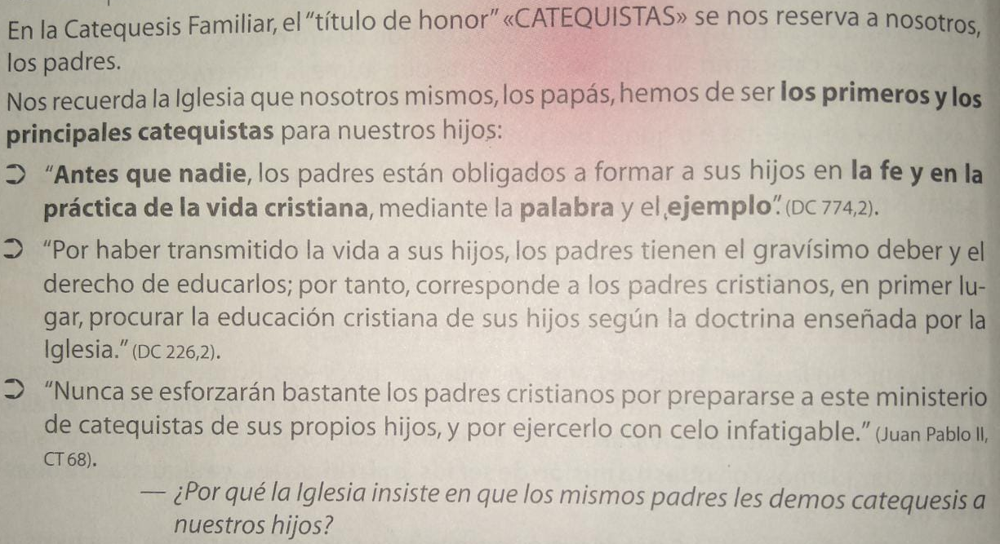 En la Catequesis Familiar, el “título de honor” «CATEQUISTAS» se nos reserva a nosotros,
los padres.
Nos recuerda la Iglesia que nosotros mismos, los papás, hemos de ser los primeros y los
principales catequistas para nuestros hijos:
➲ “Antes que nadie, los padres están obligados a formar a sus hijos en la fe y en la
práctica de la vida cristiana, mediante la palabra y el ejemplo”. (DC 774,2).
➲ “Por haber transmitido la vida a sus hijos, los padres tienen el gravísimo deber y el
derecho de educarlos; por tanto, corresponde a los padres cristianos, en primer lu-
gar, procurar la educación cristiana de sus hijos según la doctrina enseñada por la
Iglesia.” (DC 226,2).
➲ “Nunca se esforzarán bastante los padres cristianos por prepararse a este ministerio
de catequistas de sus propios hijos, y por ejercerlo con celo infatigable.” (Juan Pablo II,
CT 68).
— ¿Por qué la Iglesia insiste en que los mismos padres les demos catequesis a
nuestros hijos?